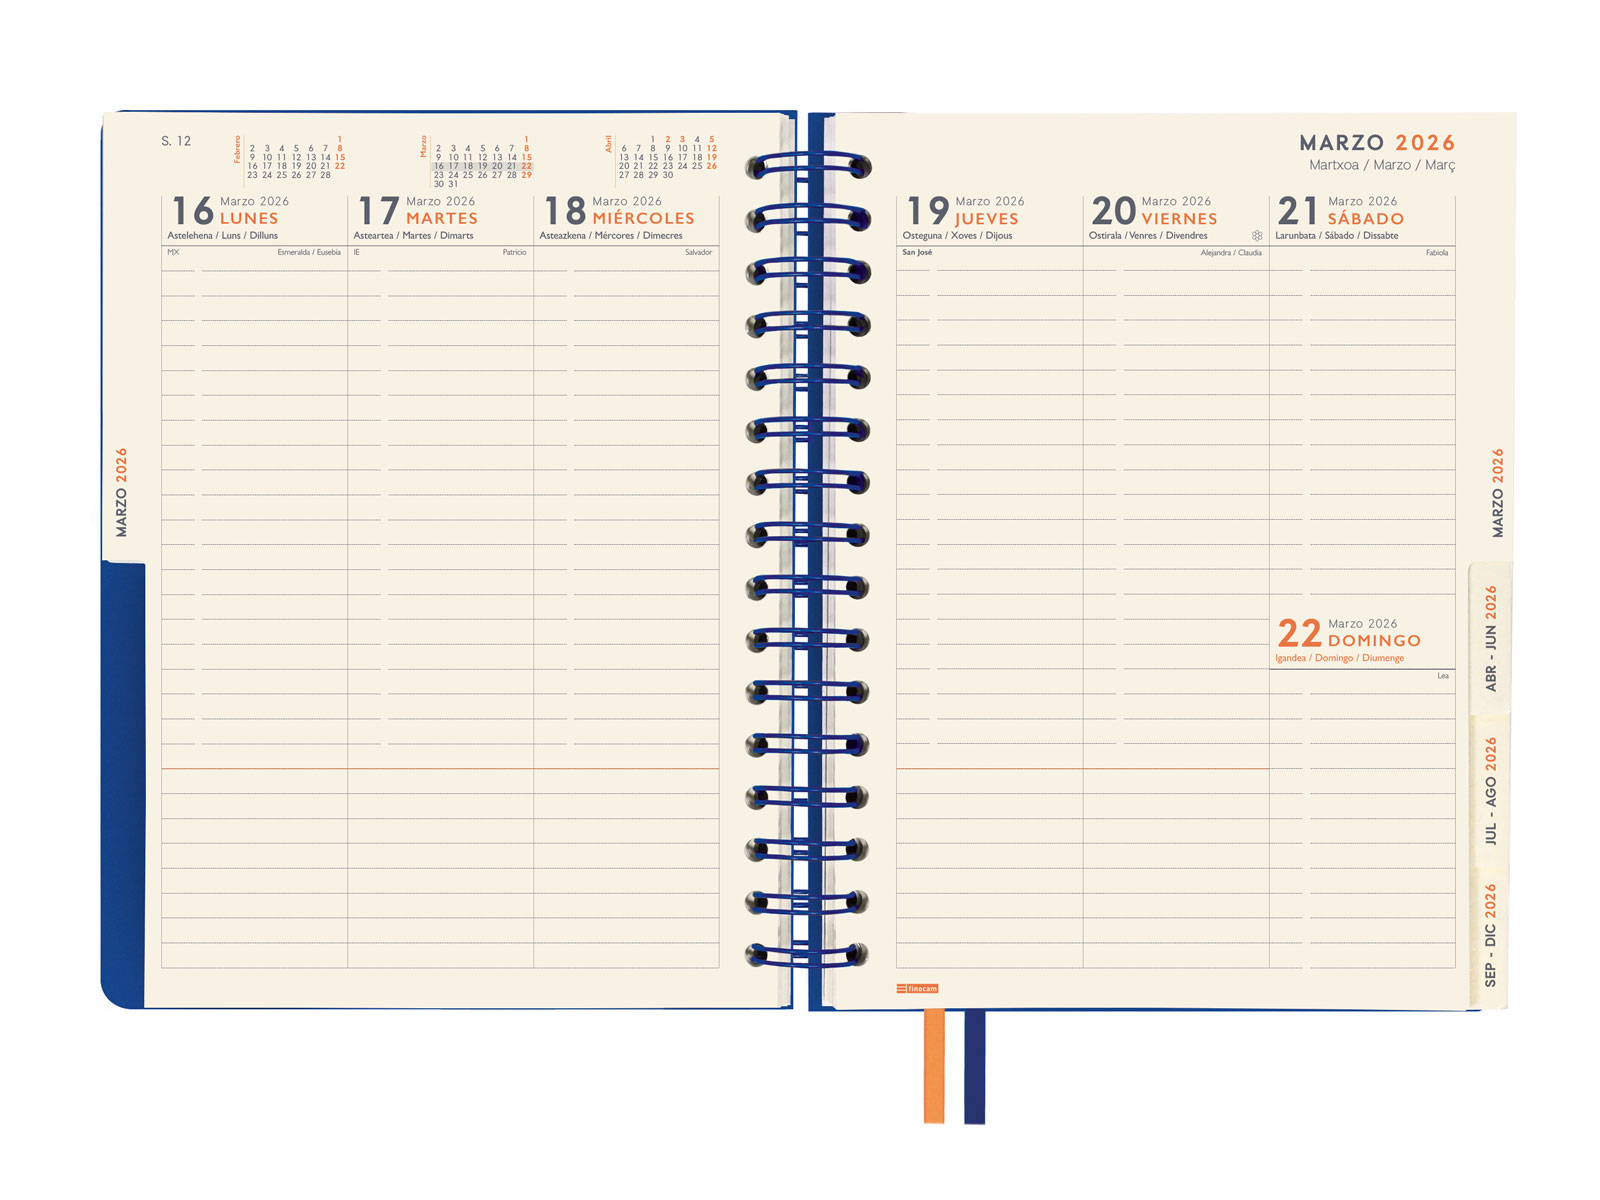 S. 12
Febrero
1
2 3 4 5 6 7 8
9 10 11 12 13 14 15
16 17 18 19 20 21 22
23 24 25 26 27 28
Marzo
1
2 3 4 5 6 7 8
9 10 11 12 13 14 15
16 17 18 19 20 21 22
23 24 25 26 27 28 29
30 31
Abril
1 2 3 4 5
6 7 8 9 10 11 12
13 14 15 16 17 18 19
20 21 22 23 24 25 26
27 28 29 30
16 Marzo 2026
LUNES
Astelehena / Luns / Dilluns
MX Esmeralda / Eusebia
17 Marzo 2026
MARTES
Asteartea / Martes / Dimarts
IE Patricio
18 Marzo 2026
MIÉRCOLES
Asteazkena / Mércores / Dimecres
Salvador
MARZO 2026
MARZO 2026
Martxoa / Marzo / Març
19 Marzo 2026
JUEVES
Osteguna / Xoves / Dijous
San José
20 Marzo 2026
VIERNES
Ostirala / Venres / Divendres
Alejandra / Claudia
21 Marzo 2026
SÁBADO
Larunbata / Sábado / Dissabte
Fabiola
22 Marzo 2026
DOMINGO
Igandea / Domingo / Diumenge
Lea
MARZO 2026
ABR - JUN 2026
JUL - AGO 2026
SEP - DIC 2026
finocam